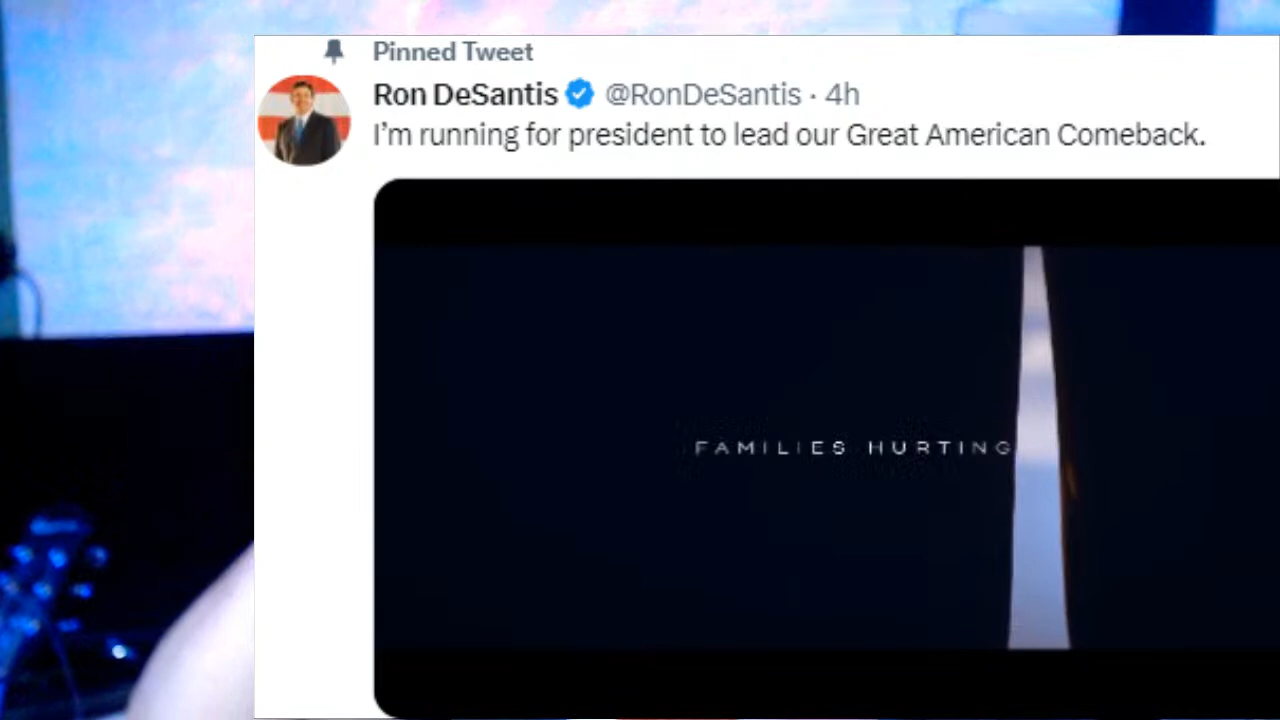 Pinned Tweet
Ron DeSantis @RonDeSantis · 4h
I’m running for president to lead our Great American Comeback.
FAMILIES HURTING